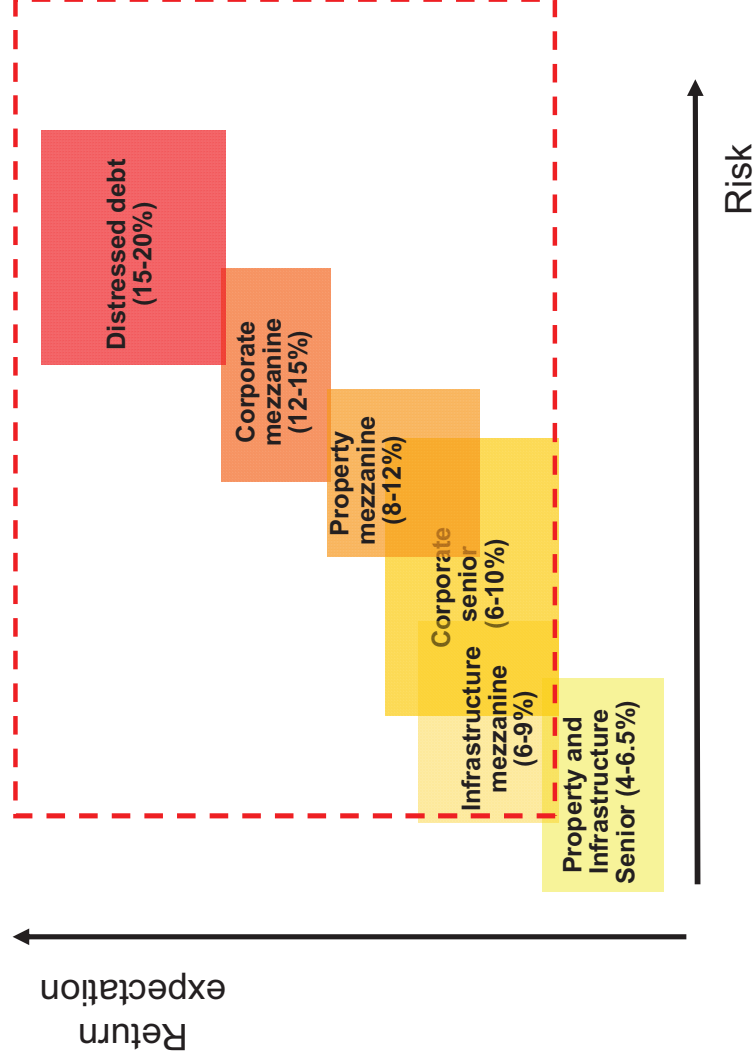 Return
expectation
Distressed debt
(15-20%)
Corporate
mezzanine
(12-15%)
Property
mezzanine
(8-12%)
Corporate
senior
(6-10%)
Infrastructure
mezzanine
(6-9%)
Property and
Infrastructure
Senior (4-6.5%)
Risk